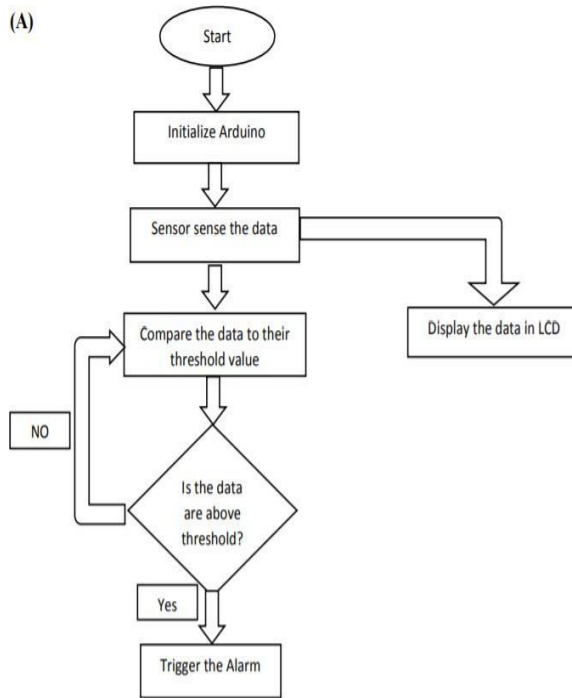 (A)
Start
Initialize Arduino
Sensor sense the data
Compare the data to their
threshold value
Display the data in LCD
NO
Is the data
are above
threshold?
Yes
Trigger the Alarm